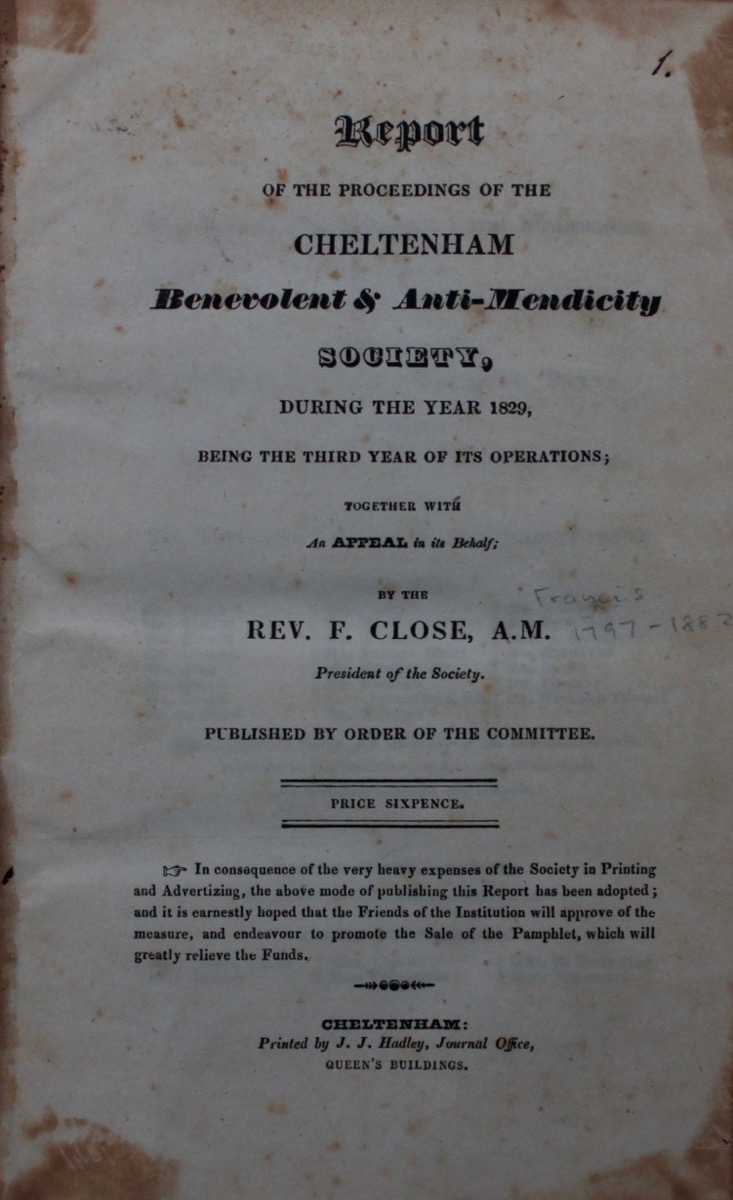 1.
Report
OF THE PROCEEDINGS OF THE
CHELTENHAM
Benevolent & Anti-Mendicity
SOCIETY,
DURING THE YEAR 1829,
BEING THE THIRD YEAR OF ITS OPERATIONS;
TOGETHER WITH
An APPEAL in its Behalf;
BY THE
Francis
REV. F. CLOSE, A.M. 1797-1882
President of the Society.
PUBLISHED BY ORDER OF THE COMMITTEE.
PRICE SIXPENCE.
☞ In consequence of the very heavy expenses of the Society in Printing
and Advertizing, the above mode of publishing this Report has been adopted;
and it is earnestly hoped that the Friends of the Institution will approve of the
measure, and endeavour to promote the Sale of the Pamphlet, which will
greatly relieve the Funds.
CHELTENHAM:
Printed by J. J. Hadley, Journal Office,
QUEEN'S BUILDINGS.